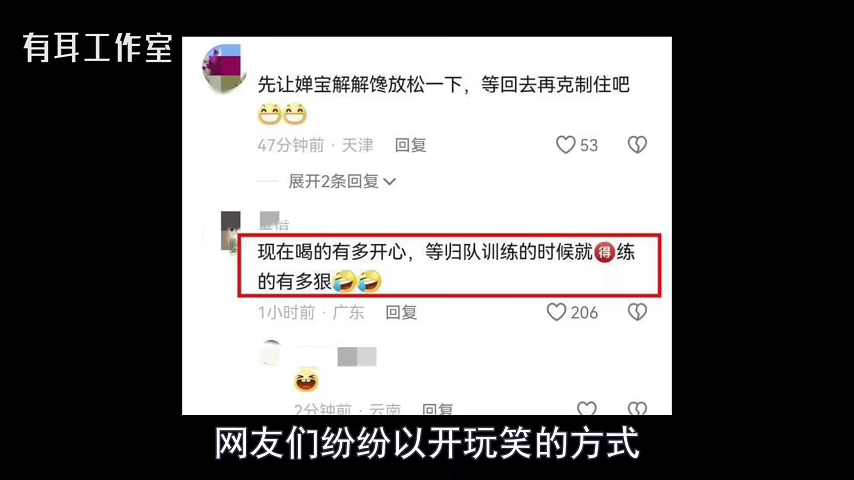 有耳工作室
先让婵宝解解馋放松一下，等回去再克制住吧
47分钟前·天津 回复 53
展开2条回复
现在喝的有多开心，等归队训练的时候就得练
的有多狠
1小时前·广东 回复 206
2分钟前·云南 回复
网友们纷纷以开玩笑的方式